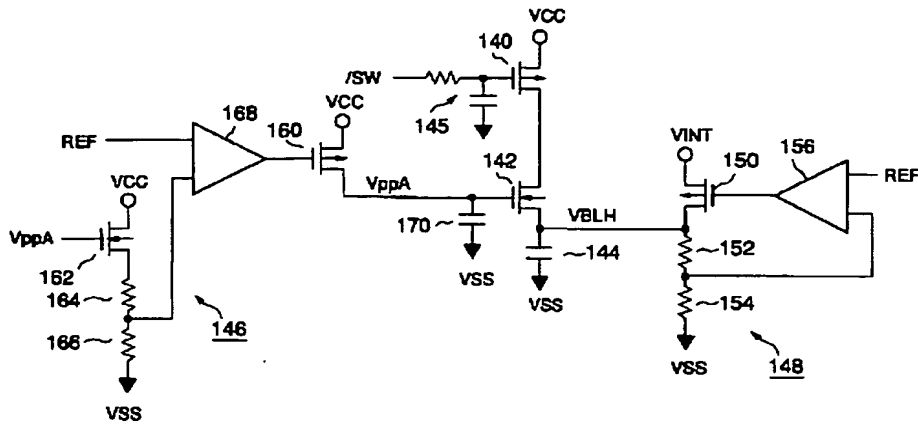 VCC
140
/SW
145
168
VCC
160
REF
VCC
VppA
162
164
166
VSS
146
VppA
170
VSS
142
VBLH
144
VSS
VINT
150
156
REF
152
154
VSS
148